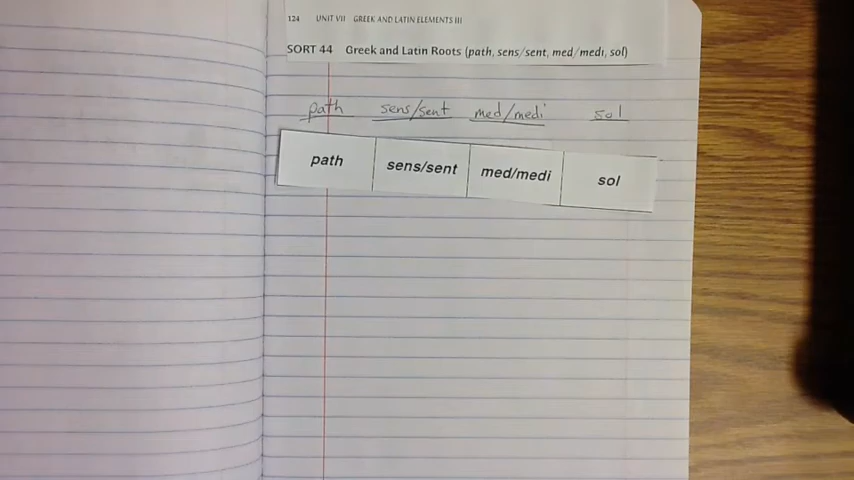 124 UNIT VII GREEK AND LATIN ELEMENTS III
SORT 44 Greek and Latin Roots (path, sens/sent, med/medi, sol)
path sens/sent med/medi sol
path sens/sent med/medi sol